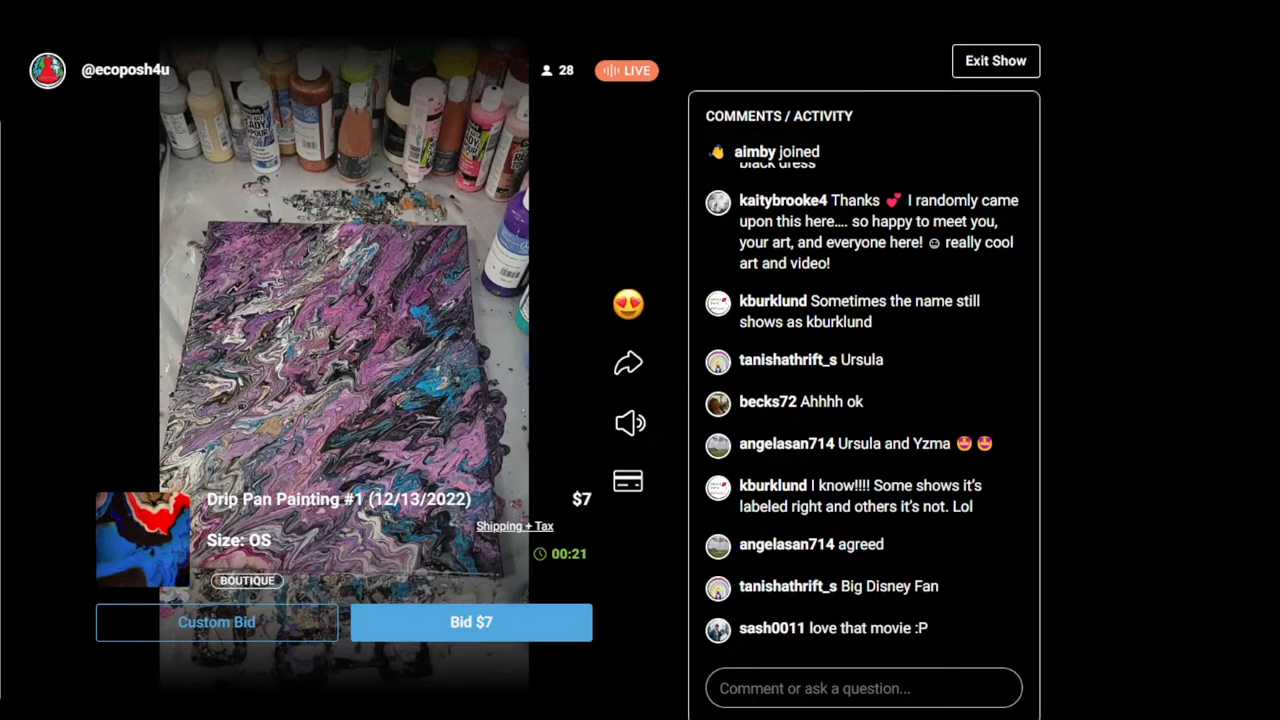 @ecoposh4u
28
LIVE
Exit Show
COMMENTS / ACTIVITY
aimby joined
black dress
kaitybrooke4 Thanks 💕 I randomly came
upon this here.... so happy to meet you,
your art, and everyone here! ☺ really cool
art and video!
kburklund Sometimes the name still
shows as kburklund
tanishathrift_s Ursula
becks72 Ahhhh ok
angelasan714 Ursula and Yzma 🤩 🤩
kburklund I know!!!! Some shows it's
labeled right and others it's not. Lol
angelasan714 agreed
tanishathrift_s Big Disney Fan
sash0011 love that movie :P
Comment or ask a question...
Drip Pan Painting #1 (12/13/2022)
$7
Shipping + Tax
Size: OS
00:21
BOUTIQUE
Custom Bid
Bid $7
READY
POUR